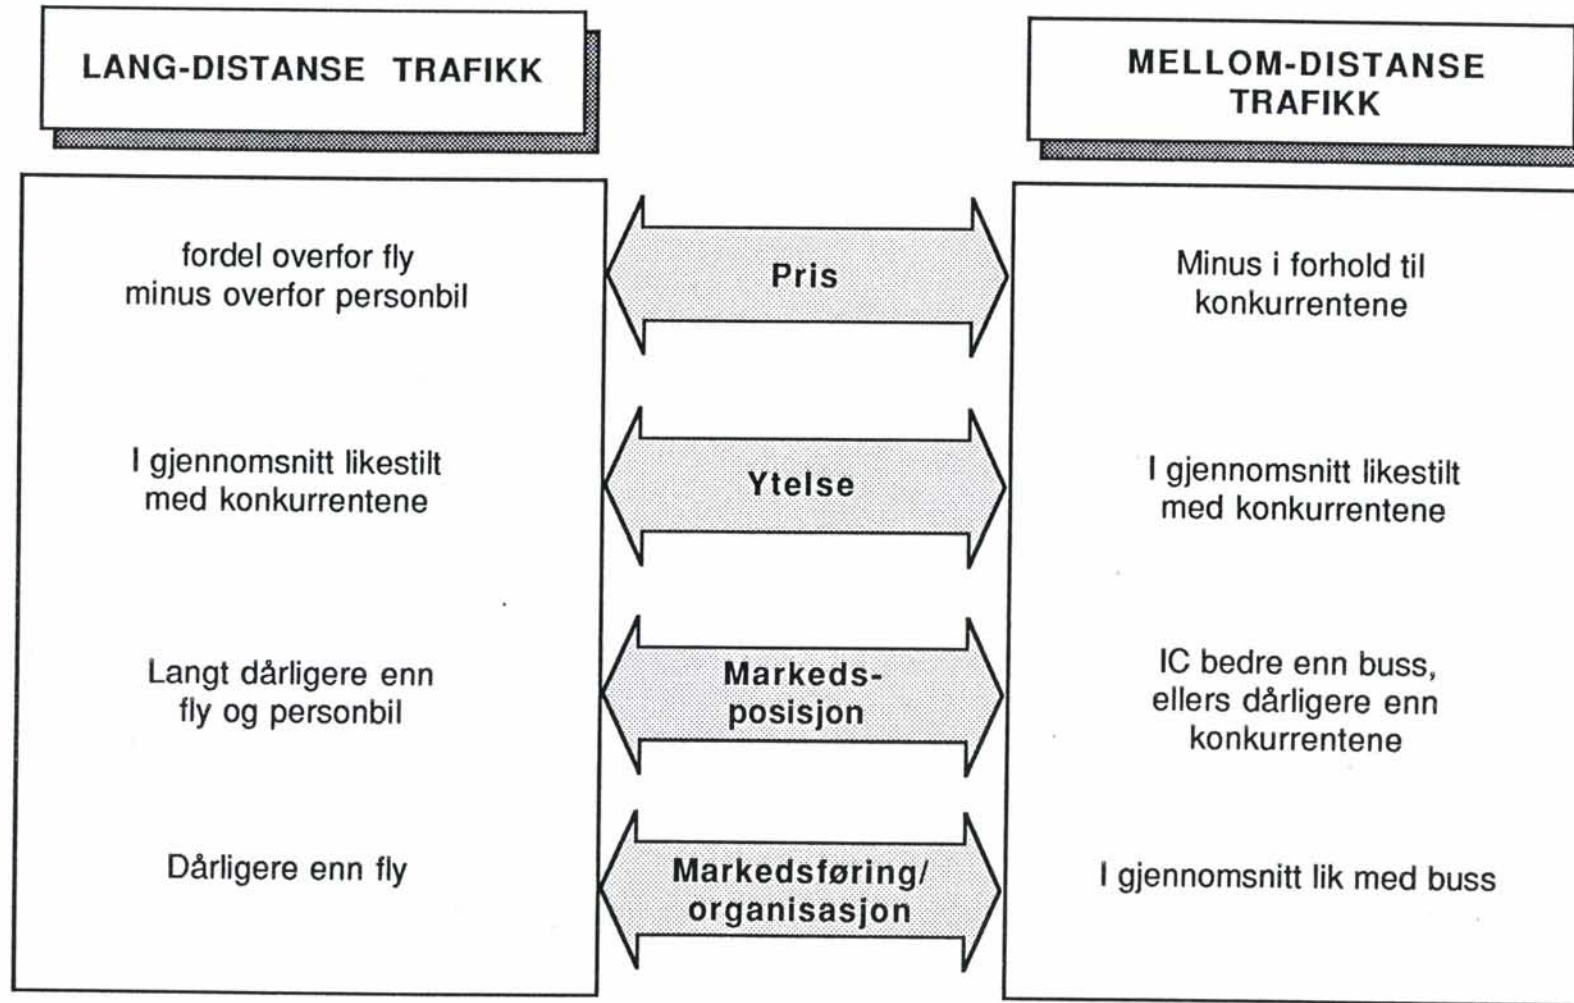 LANG-DISTANSE TRAFIKK
MELLOM-DISTANSE
TRAFIKK
fordel overfor fly
minus overfor personbil
Pris
Minus i forhold til
konkurrentene
I gjennomsnitt likestilt
med konkurrentene
Ytelse
I gjennomsnitt likestilt
med konkurrentene
Langt dårligere enn
fly og personbil
Markeds-
posisjon
IC bedre enn buss,
ellers dårligere enn
konkurrentene
Dårligere enn fly
Markedsføring/
organisasjon
I gjennomsnitt lik med buss